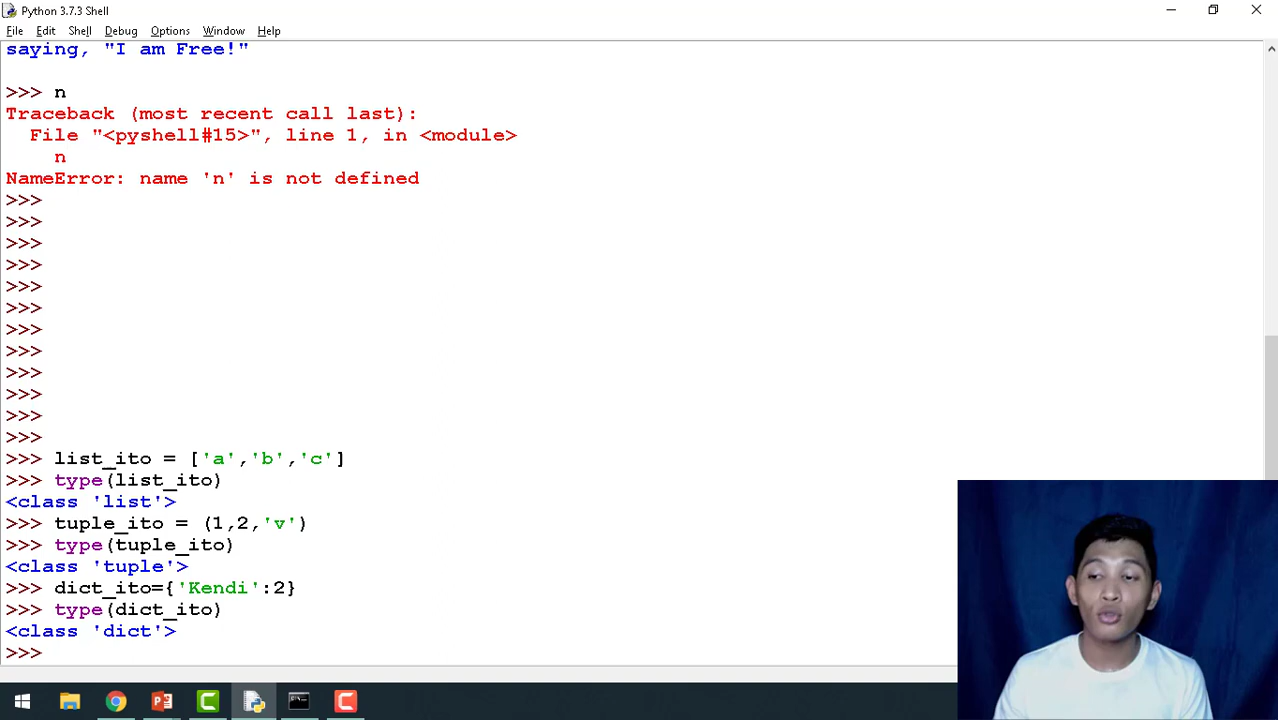 Python 3.7.3 Shell
File Edit Shell Debug Options Window Help
saying, "I am Free!"
>>> n
Traceback (most recent call last):
  File "<pyshell#15>", line 1, in <module>
    n
NameError: name 'n' is not defined
>>>
>>>
>>>
>>>
>>>
>>>
>>>
>>>
>>>
>>>
>>>
>>>
>>> list_ito = ['a','b','c']
>>> type(list_ito)
<class 'list'>
>>> tuple_ito = (1,2,'v')
>>> type(tuple_ito)
<class 'tuple'>
>>> dict_ito={'Kendi':2}
>>> type(dict_ito)
<class 'dict'>
>>>